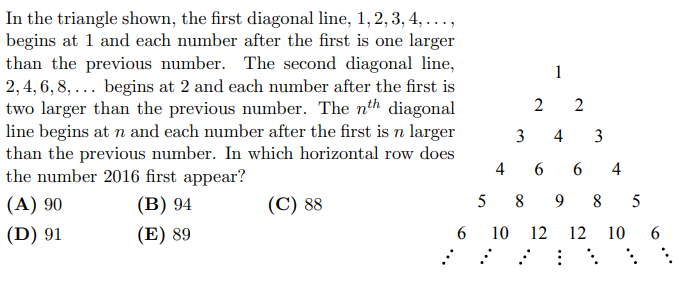 In the triangle shown, the first diagonal line, 1, 2, 3, 4, . . . ,
begins at 1 and each number after the first is one larger
than the previous number. The second diagonal line,
2, 4, 6, 8, . . . begins at 2 and each number after the first is
two larger than the previous number. The nᵗʰ diagonal
line begins at n and each number after the first is n larger
than the previous number. In which horizontal row does
the number 2016 first appear?
(A) 90 (B) 94 (C) 88
(D) 91 (E) 89
1
2 2
3 4 3
4 6 6 4
5 8 9 8 5
6 10 12 12 10 6